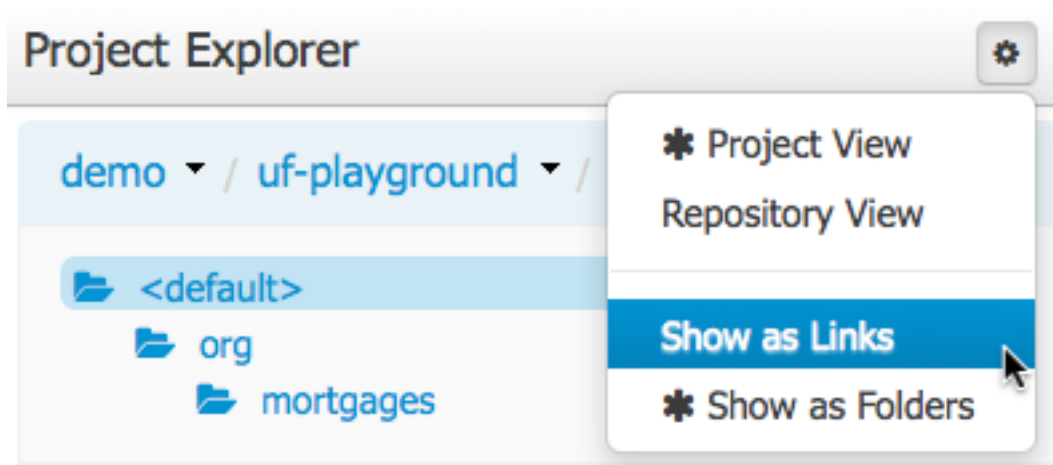 Project Explorer
demo / uf-playground /
<default>
org
mortgages
✱ Project View
Repository View
Show as Links
✱ Show as Folders